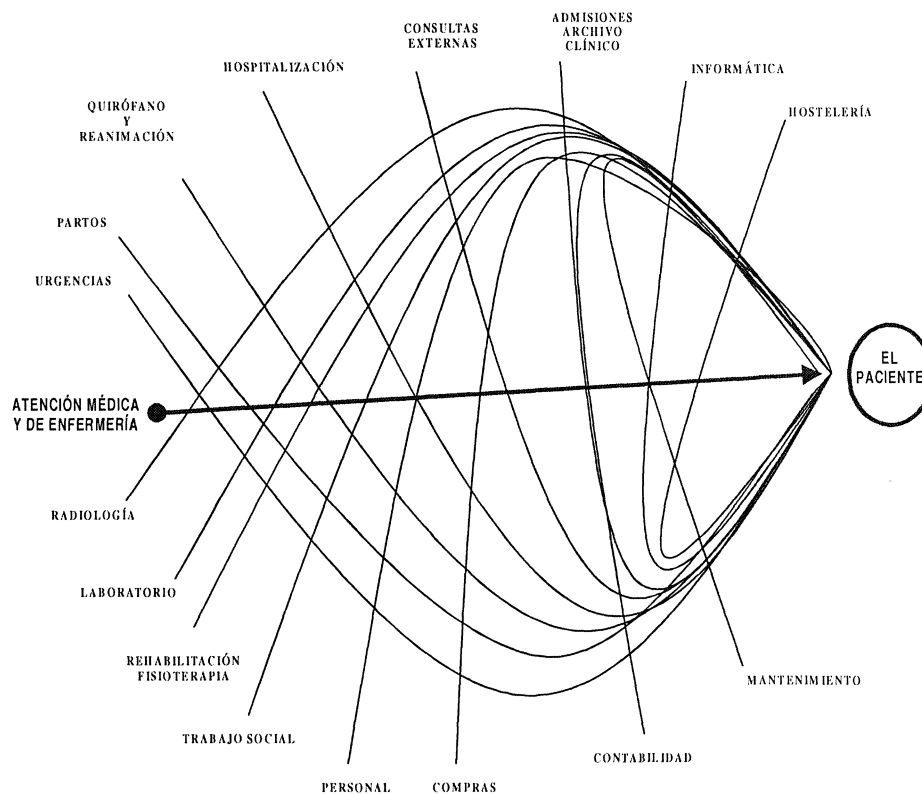 ADMISIONES
ARCHIVO
CLÍNICO
CONSULTAS
EXTERNAS
HOSPITALIZACIÓN
INFORMÁTICA
QUIRÓFANO
Y
REANIMACIÓN
HOSTELERÍA
PARTOS
URGENCIAS
EL
PACIENTE
ATENCIÓN MÉDICA
Y DE ENFERMERÍA
RADIOLOGÍA
LABORATORIO
REHABILITACIÓN
FISIOTERAPIA
MANTENIMIENTO
TRABAJO SOCIAL
CONTABILIDAD
PERSONAL
COMPRAS